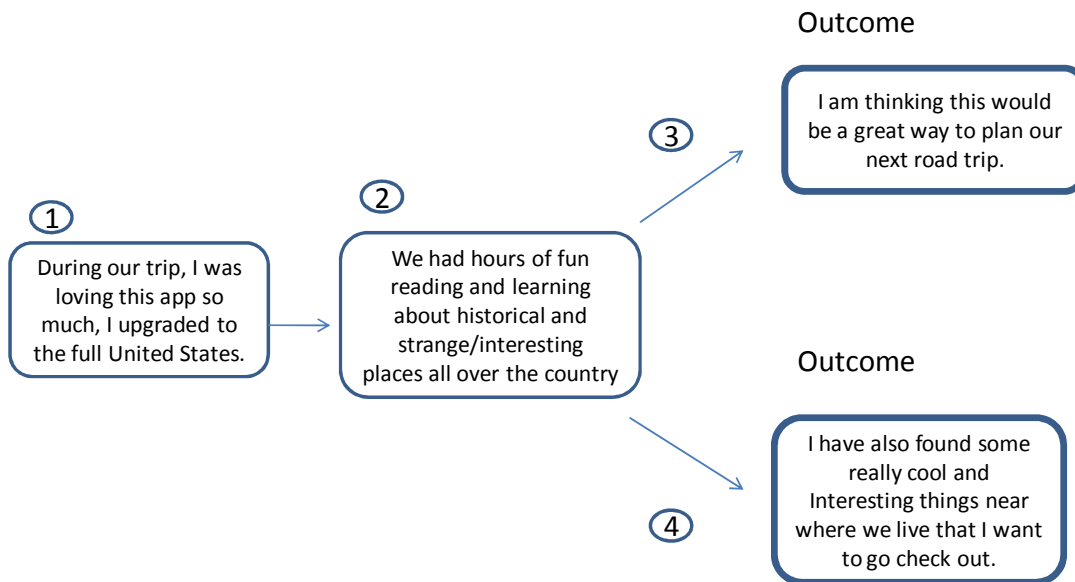 1
During our trip, I was
loving this app so
much, I upgraded to
the full United States.
2
We had hours of fun
reading and learning
about historical and
strange/interesting
places all over the country
3
Outcome
I am thinking this would
be a great way to plan our
next road trip.
4
Outcome
I have also found some
really cool and
Interesting things near
where we live that I want
to go check out.